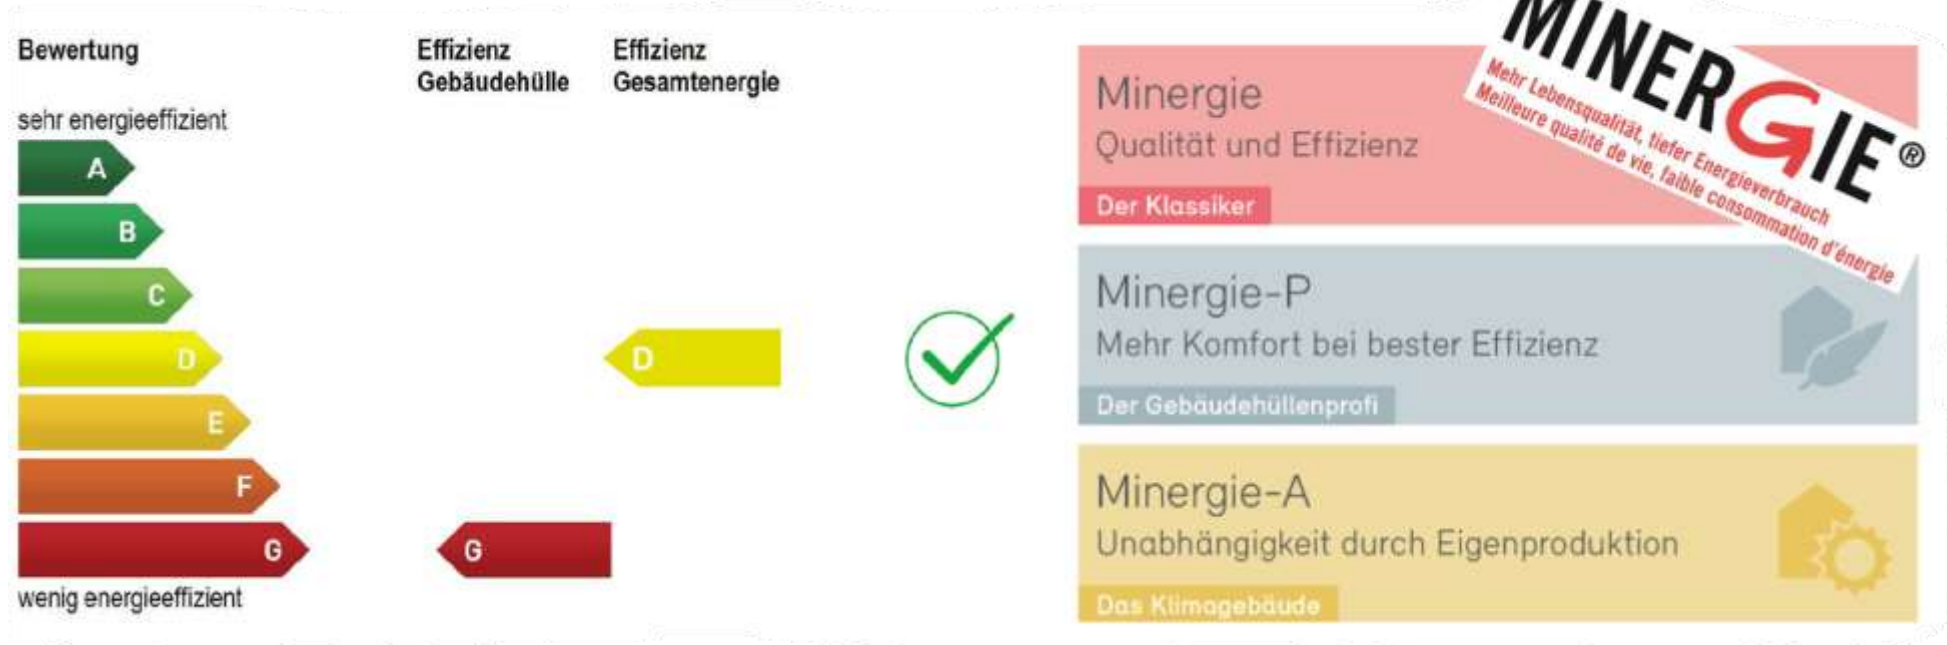 Bewertung
Effizienz
Gebäudehülle
Effizienz
Gesamtenergie
sehr energieeffizient
A
B
C
D
E
F
G
wenig energieeffizient
D
G
Minergie
Qualität und Effizienz
Der Klassiker
MINERGIE®
Mehr Lebensqualität, tiefer Energieverbrauch
Meilleure qualité de vie, faible consommation d'énergie
Minergie-P
Mehr Komfort bei bester Effizienz
Der Gebäudehüllenprofi
Minergie-A
Unabhängigkeit durch Eigenproduktion
Das Klimagebäude